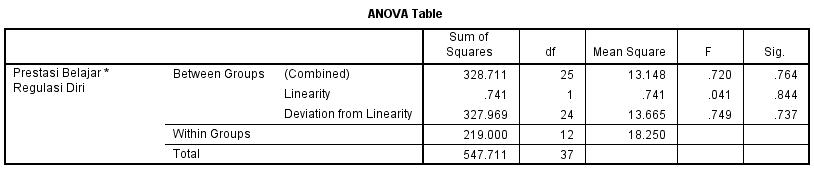 ANOVA Table
Sum of Squares df Mean Square F Sig.
Prestasi Belajar * Regulasi Diri Between Groups (Combined) 328.711 25 13.148 .720 .764
Linearity .741 1 .741 .041 .844
Deviation from Linearity 327.969 24 13.665 .749 .737
Within Groups 219.000 12 18.250
Total 547.711 37